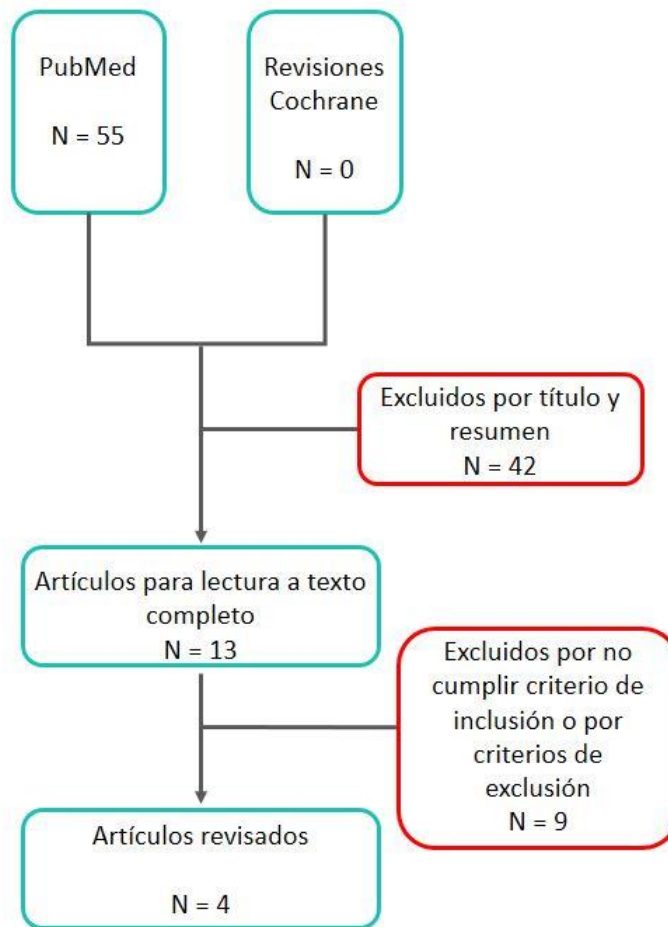 PubMed
N = 55
Revisiones
Cochrane
N = 0
Excluidos por título y
resumen
N = 42
Artículos para lectura a texto
completo
N = 13
Excluidos por no
cumplir criterio de
inclusión o por
criterios de
exclusión
N = 9
Artículos revisados
N = 4